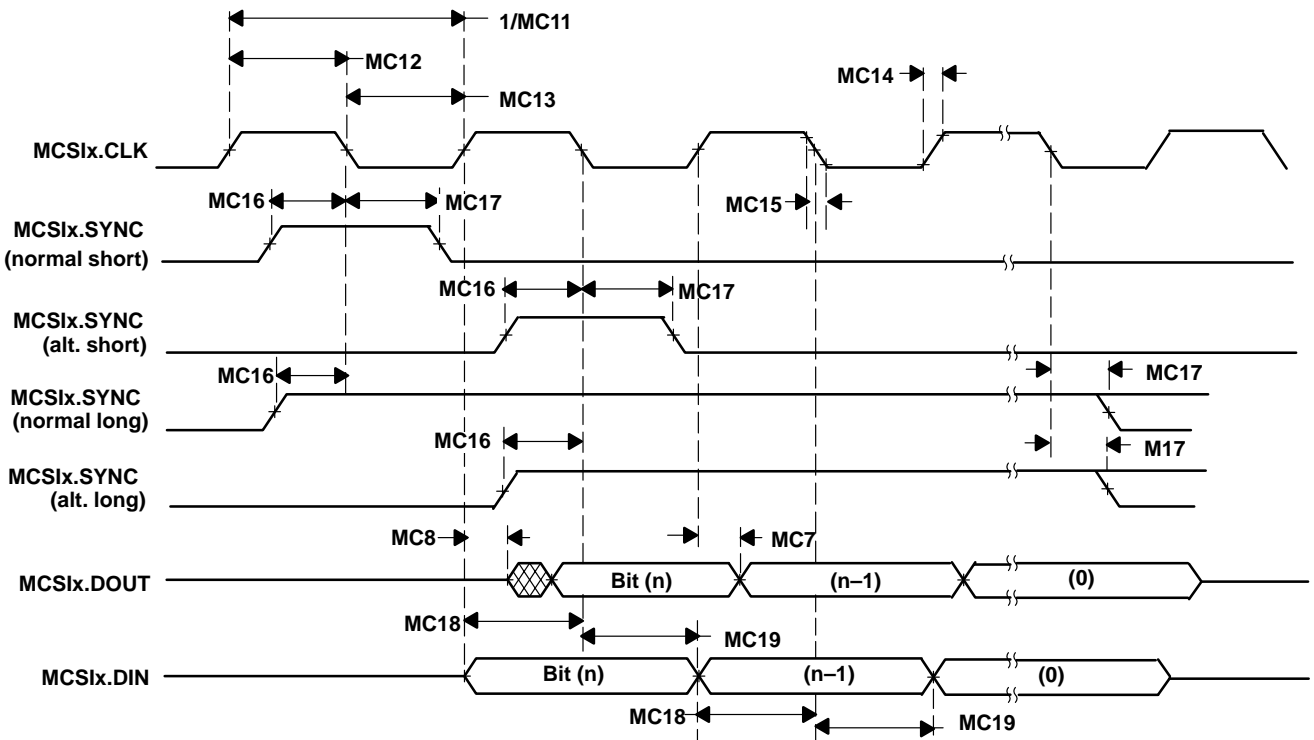 1/MC11
MC12
MC14
MC13
MCSIx.CLK
MC16
MC17
MC15
MCSIx.SYNC
(normal short)
MC16
MC17
MCSIx.SYNC
(alt. short)
MC16
MC17
MCSIx.SYNC
(normal long)
MC16
M17
MCSIx.SYNC
(alt. long)
MC8
MC7
MCSIx.DOUT
Bit (n)
(n–1)
(0)
MC18
MC19
MCSIx.DIN
Bit (n)
(n–1)
(0)
MC18
MC19